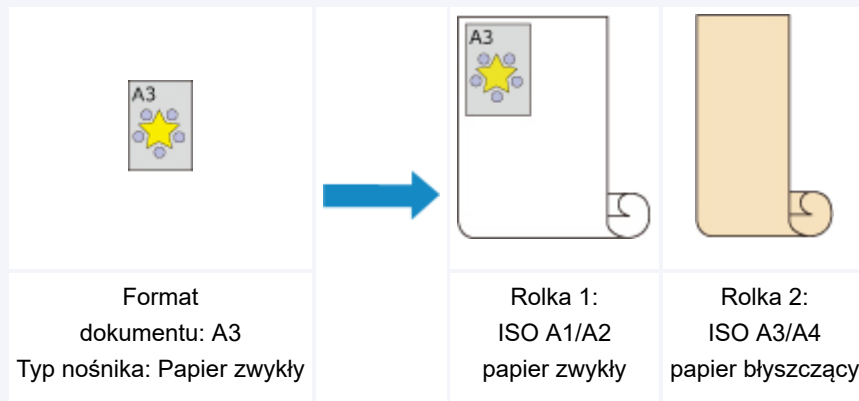 A3
A3
Format
dokumentu: A3
Typ nośnika: Papier zwykły
Rolka 1:
ISO A1/A2
papier zwykły
Rolka 2:
ISO A3/A4
papier błyszczący